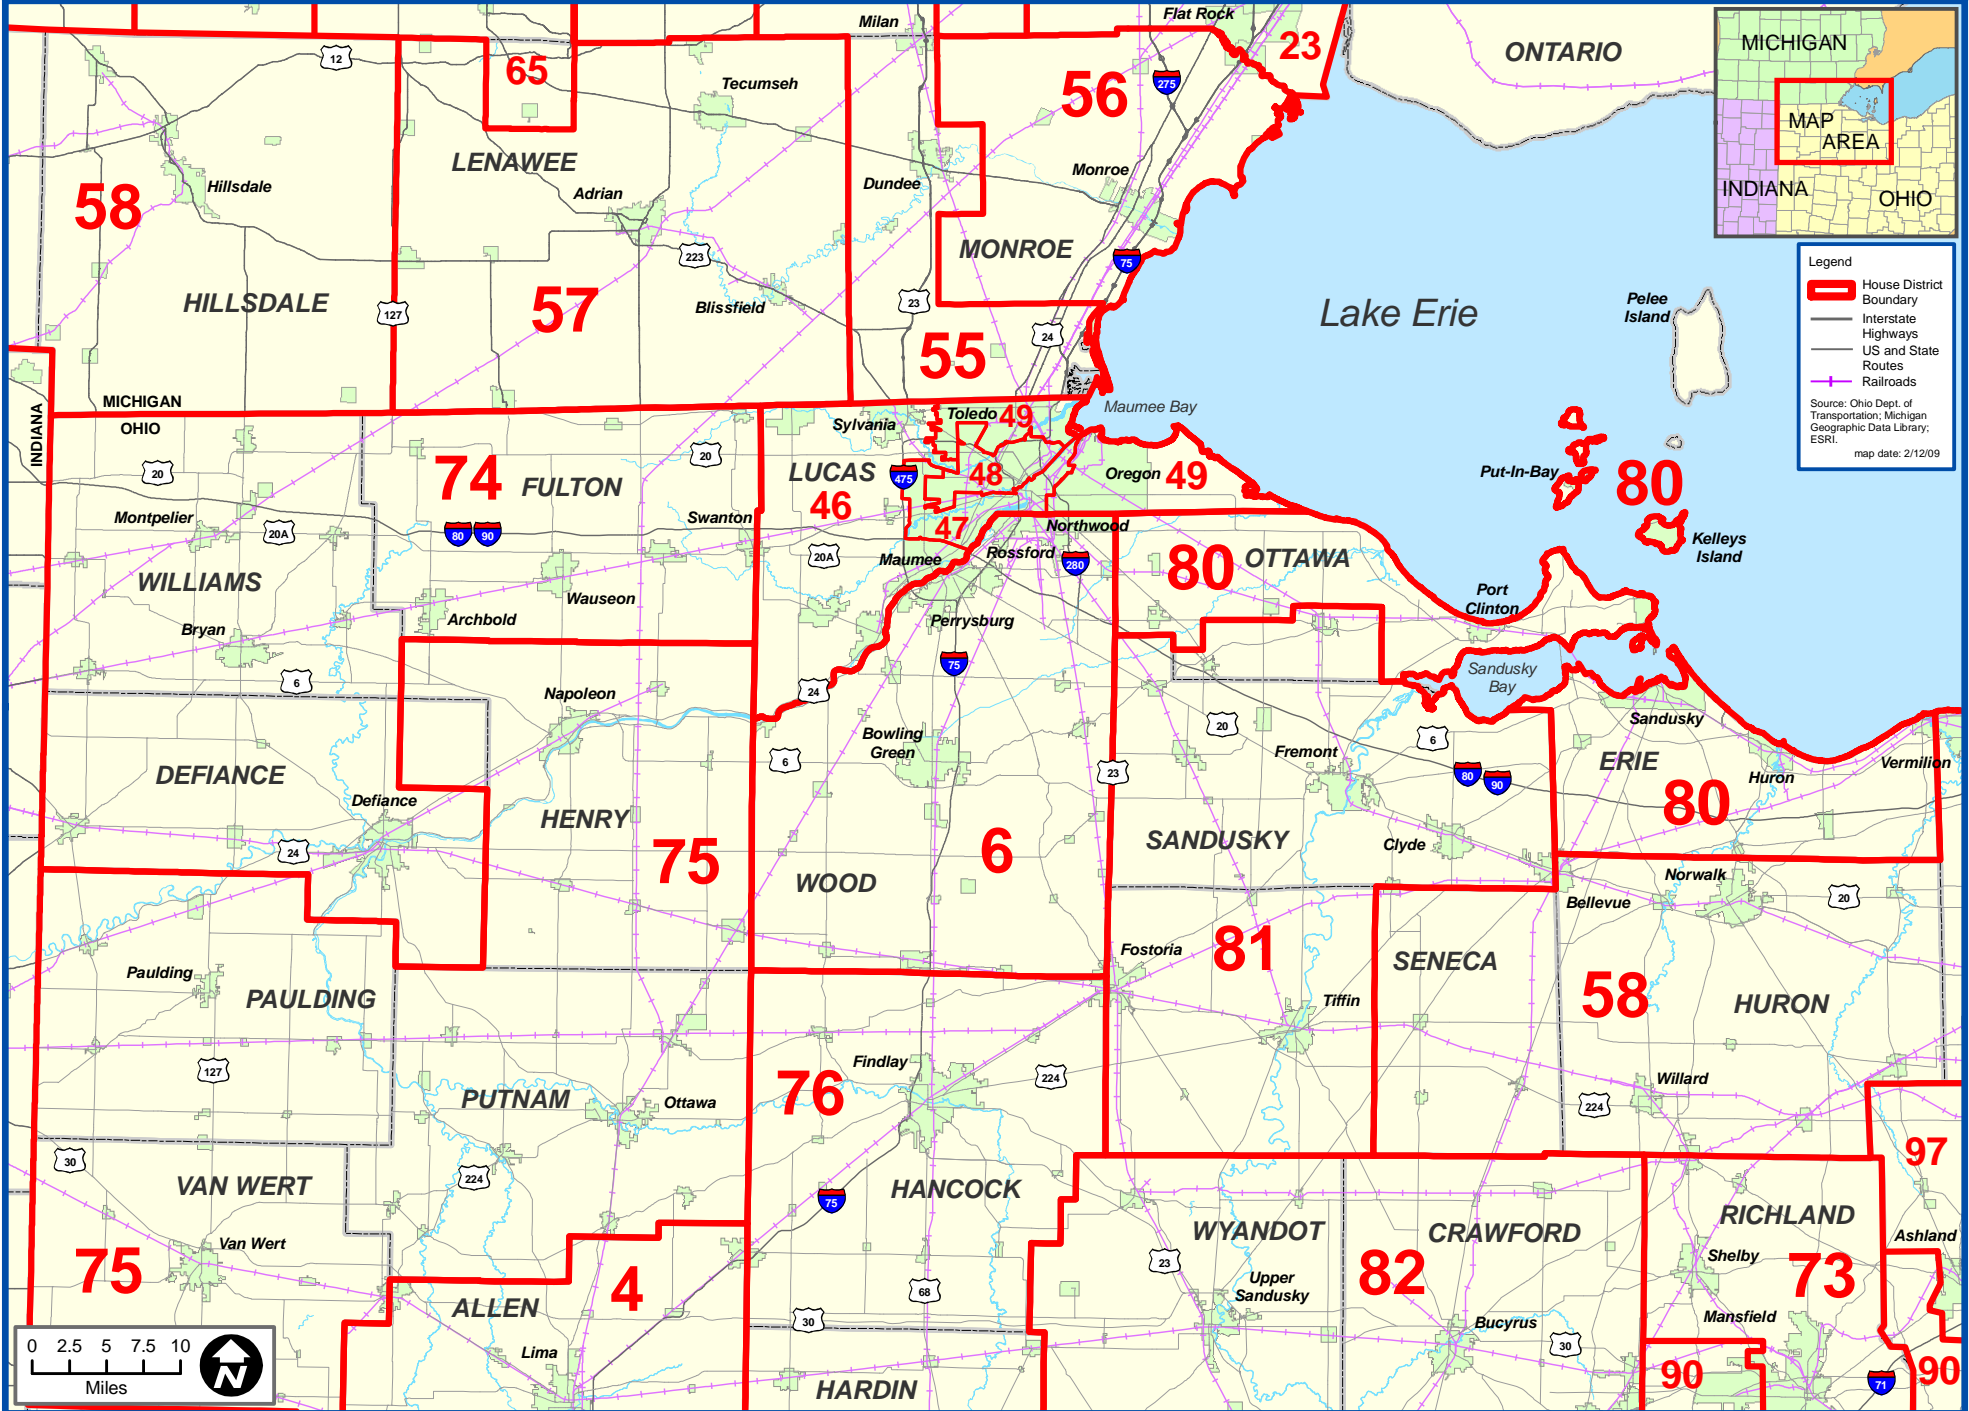 Milan
Flat Rock
23
ONTARIO
MICHIGAN
MAP
AREA
INDIANA
OHIO
12
65
Tecumseh
56
275
LENAWEE
Hillsdale
58
Adrian
Dundee
Monroe
MONROE
223
75
HILLSDALE
127
57
Blissfield
23
24
55
Lake Erie
Pelee
Island
Legend
House District
Boundary
Interstate
Highways
US and State
Routes
Railroads
Source: Ohio Dept. of
Transportation; Michigan
Geographic Data Library;
ESRI.
map date: 2/12/09
INDIANA
MICHIGAN
OHIO
Sylvania
Toledo
49
Maumee Bay
20
74
FULTON
20
LUCAS
46
475
48
Oregon
49
Put-In-Bay
80
Montpelier
20A
80
90
Swanton
47
20A
Maumee
Northwood
Rossford
280
80
OTTAWA
Kelleys
Island
WILLIAMS
Wauseon
Archbold
Bryan
Perrysburg
Port
Clinton
6
75
Sandusky
Bay
Napoleon
24
Bowling
Green
6
20
Fremont
6
Sandusky
DEFIANCE
Defiance
23
80
90
ERIE
Huron
Vermilion
80
HENRY
75
24
WOOD
6
SANDUSKY
Clyde
Norwalk
Bellevue
20
Paulding
PAULDING
Fostoria
81
SENECA
Tiffin
58
HURON
127
Findlay
76
224
PUTNAM
Ottawa
Willard
224
30
VAN WERT
224
75
HANCOCK
97
WYANDOT
CRAWFORD
RICHLAND
Ashland
Van Wert
75
23
82
Shelby
73
ALLEN
4
68
Upper
Sandusky
30
Bucyrus
30
Mansfield
0 2.5 5 7.5 10
Miles
N
Lima
HARDIN
90
71
90